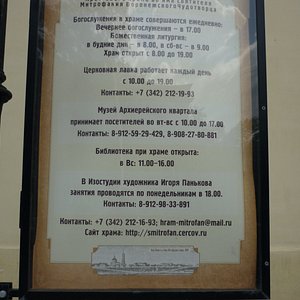 Митрофания Воронежского Чудотворца
Богослужения в храме совершаются ежедневно:
Вечернее богослужения – в 17.00
Божественная литургия:
в будние дни – в 8.00, в сб-вс – в 9.00
Храм открыт с 8.00 до 19.00
Церковная лавка работает каждый день
с 10.00 до 19.00
Контакты: +7 (342) 212-19-93
Музей Архиерейского квартала
принимает посетителей во вт-вс с 10.00 до 17.00
Контакты: 8-912-59-29-429, 8-908-27-80-881
Библиотека при храме открыта:
в Вс: 11.00-16.00
В Изостудии художника Игоря Панькова
занятия проводятся по понедельникам в 18.00.
Контакты: 8-912-98-33-891
Контакты: +7 (342) 212-16-93; hram-mitrofan@mail.ru
Сайт храма: http://smitrofan.cercov.ru